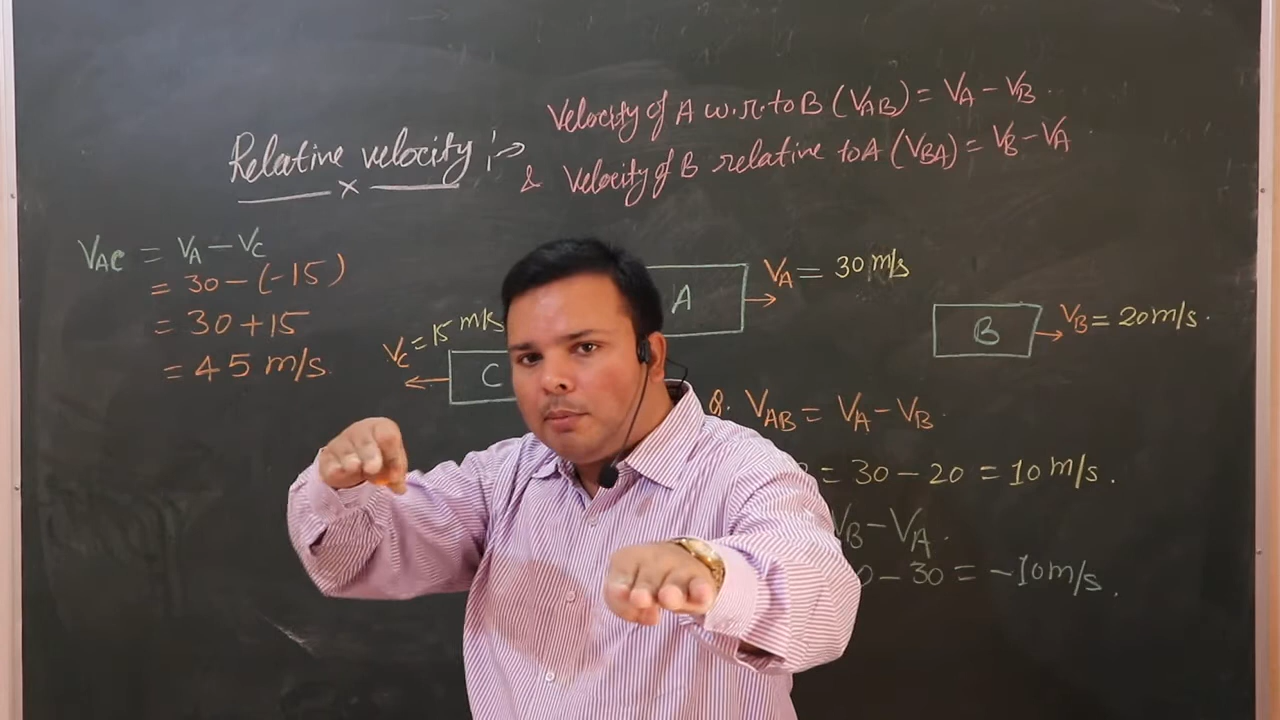 Velocity of A w.r.to B (VAB) = VA - VB.
Relative velocity :→
& Velocity of B relative to A (VBA) = VB - VA
VAC = VA - VC
= 30 - (-15)
= 30 + 15
= 45 m/s.
VC = 15 m/s
C
A
VA = 30 m/s
B
VB = 20 m/s.
VAB = VA - VB
= 30 - 20 = 10 m/s.
VB - VA.
- 30 = -10 m/s.